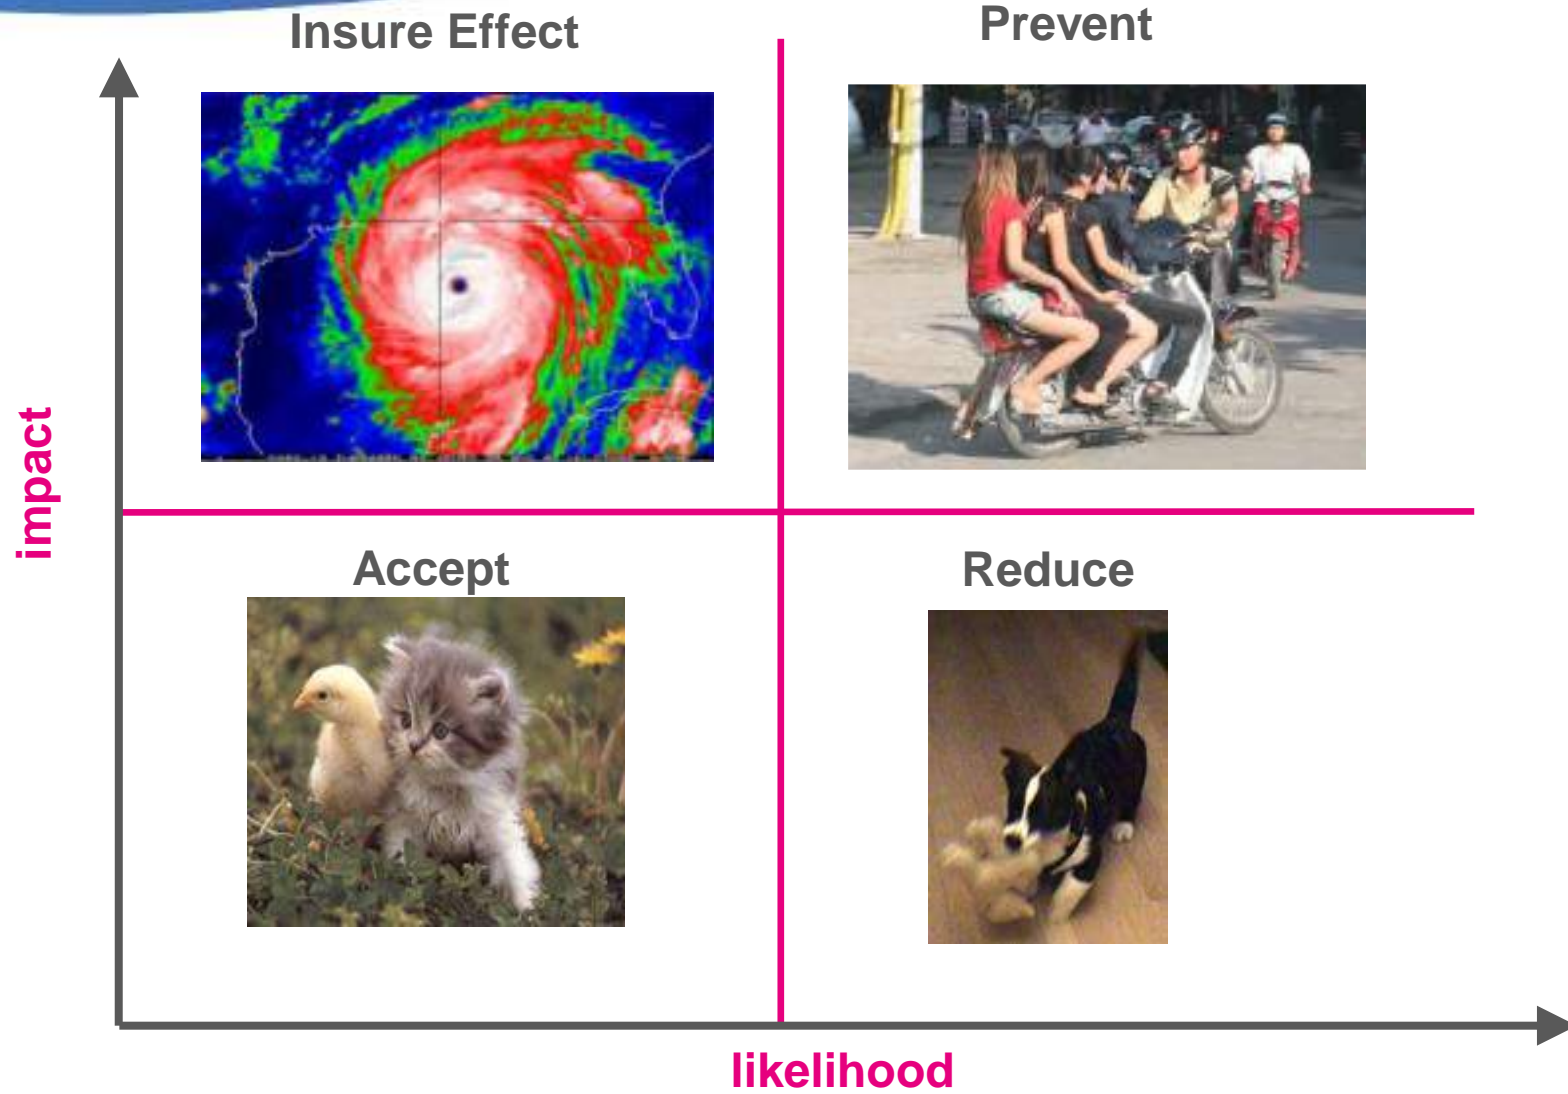 Insure Effect
Prevent
impact
Accept
Reduce
likelihood